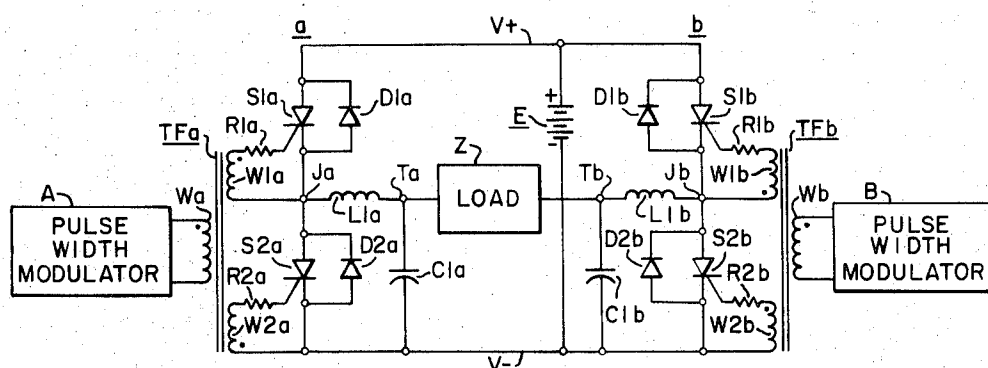 a
V+
b
S1a
D1a
+
D1b
S1b
R1a
E
R1b
TFa
-
TFb
Z
W1a
Ja
Ta
Tb
Jb
W1b
Wa
Wb
A
LOAD
B
L1a
L1b
PULSE
WIDTH
MODULATOR
S2a
D2a
D2b
S2b
PULSE
WIDTH
MODULATOR
R2a
C1a
R2b
C1b
W2a
W2b
V-